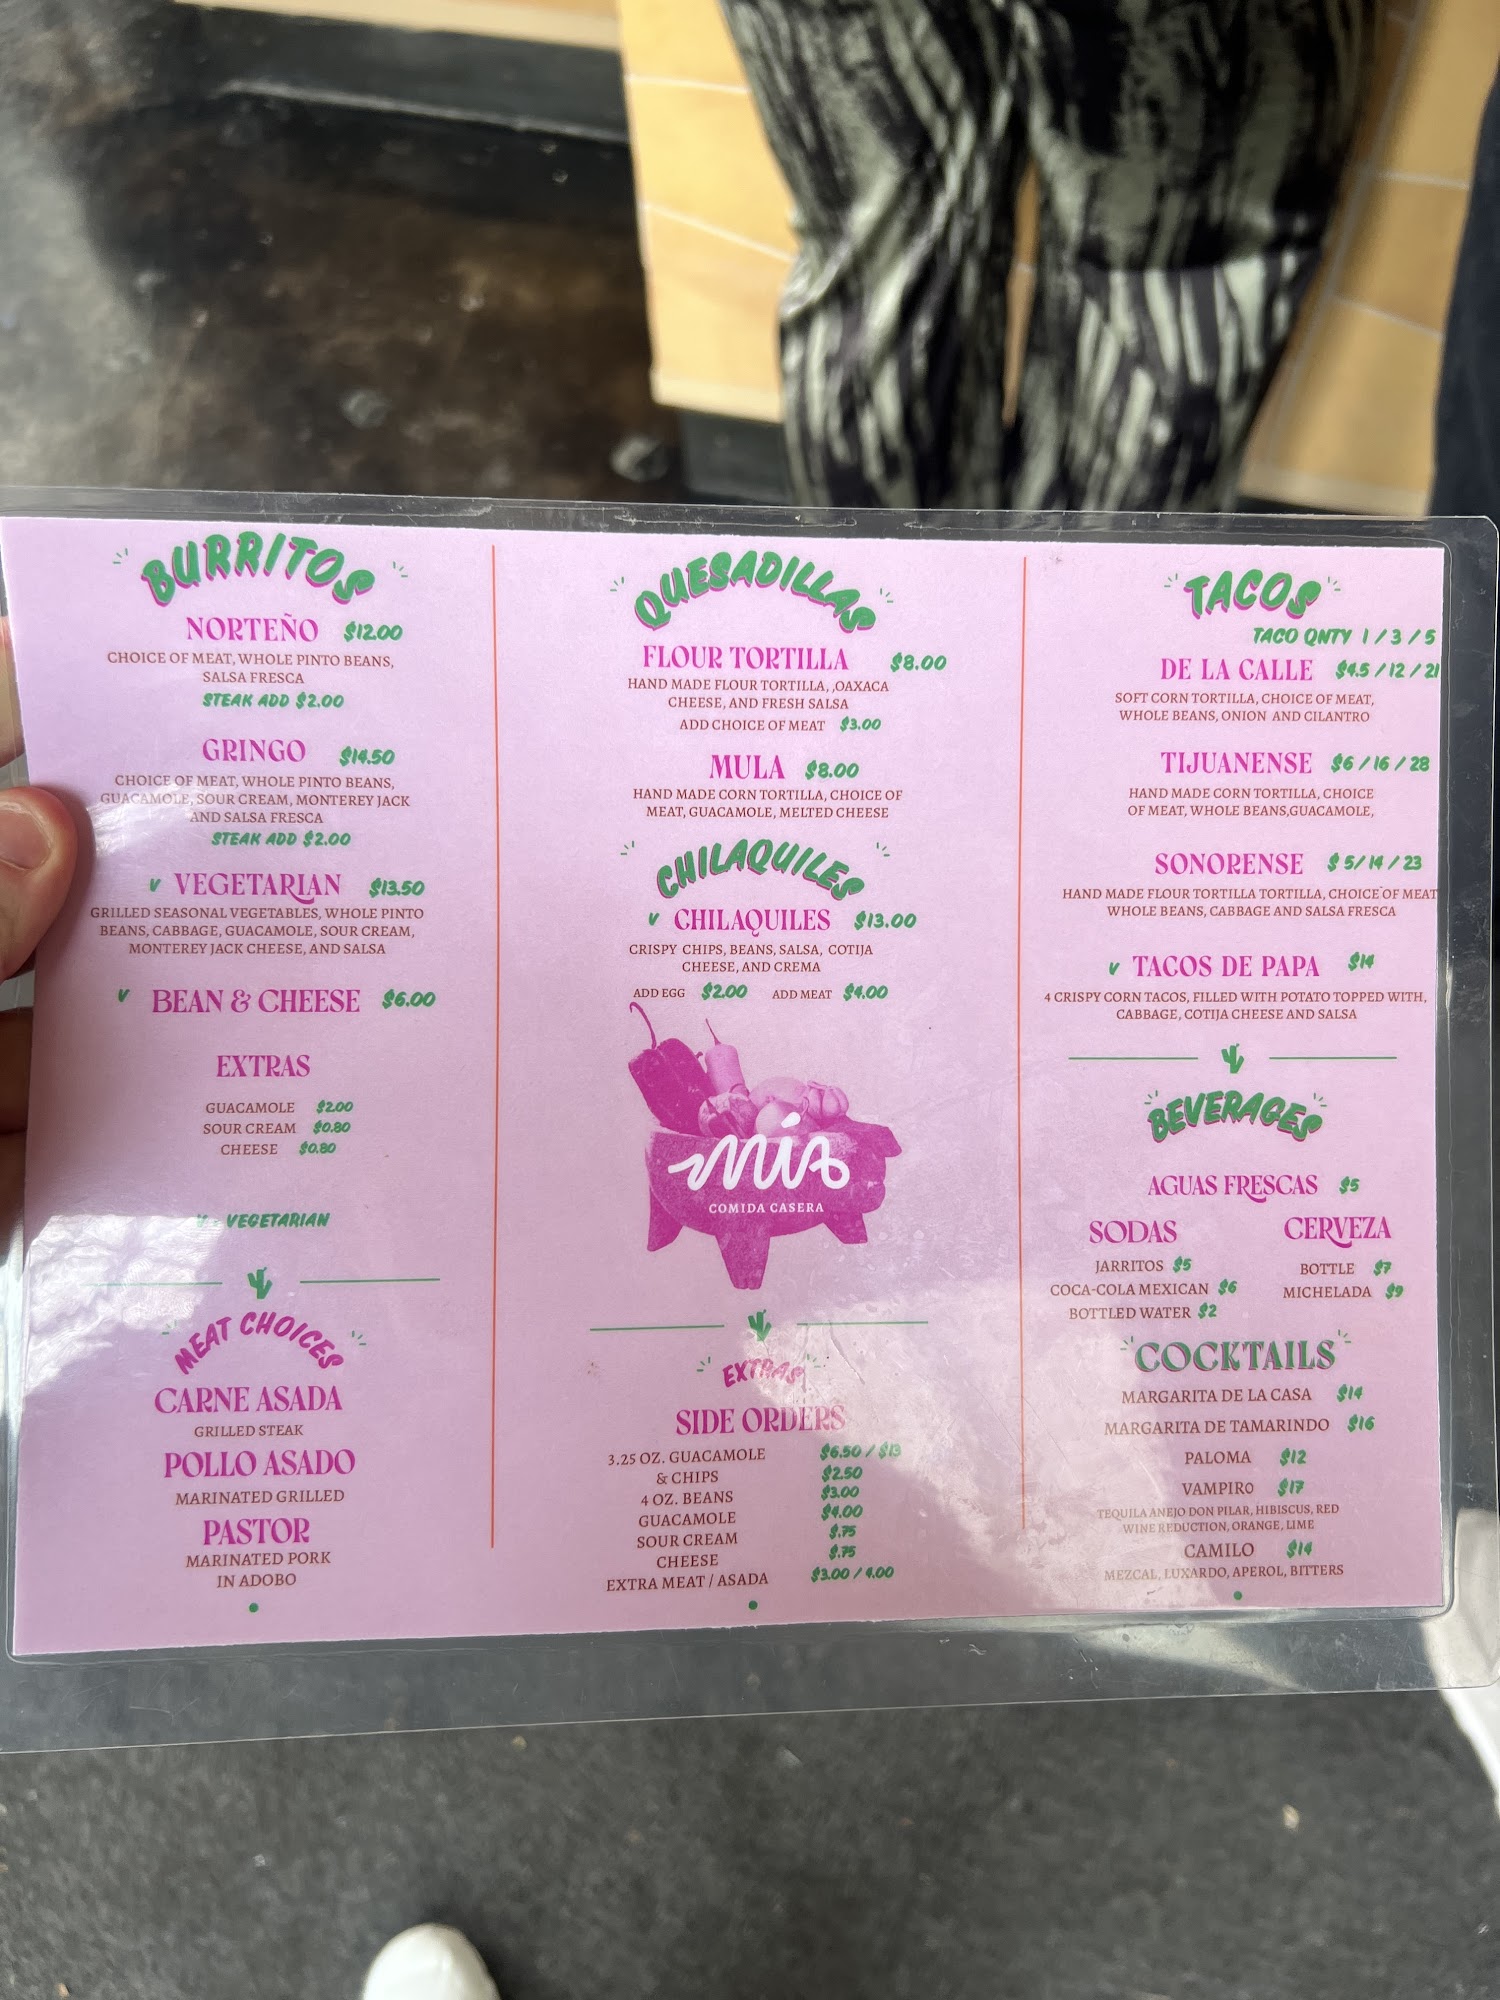 BURRITOS
NORTEÑO $12.00
CHOICE OF MEAT, WHOLE PINTO BEANS,
SALSA FRESCA
STEAK ADD $2.00
GRINGO $14.50
CHOICE OF MEAT, WHOLE PINTO BEANS,
GUACAMOLE, SOUR CREAM, MONTEREY JACK
AND SALSA FRESCA
STEAK ADD $2.00
V VEGETARIAN $13.50
GRILLED SEASONAL VEGETABLES, WHOLE PINTO
BEANS, CABBAGE, GUACAMOLE, SOUR CREAM,
MONTEREY JACK CHEESE, AND SALSA
V BEAN & CHEESE $6.00
EXTRAS
GUACAMOLE $2.00
SOUR CREAM $0.80
CHEESE $0.80
V - VEGETARIAN
MEAT CHOICES
CARNE ASADA
GRILLED STEAK
POLLO ASADO
MARINATED GRILLED
PASTOR
MARINATED PORK
IN ADOBO
QUESADILLAS
FLOUR TORTILLA $8.00
HAND MADE FLOUR TORTILLA, ,OAXACA
CHEESE, AND FRESH SALSA
ADD CHOICE OF MEAT $3.00
MULA $8.00
HAND MADE CORN TORTILLA, CHOICE OF
MEAT, GUACAMOLE, MELTED CHEESE
CHILAQUILES
V CHILAQUILES $13.00
CRISPY CHIPS, BEANS, SALSA, COTIJA
CHEESE, AND CREMA
ADD EGG $2.00 ADD MEAT $4.00
mía
COMIDA CASERA
EXTRAS
SIDE ORDERS
3.25 OZ. GUACAMOLE $6.50 / $13
& CHIPS $2.50
4 OZ. BEANS $3.00
GUACAMOLE $4.00
SOUR CREAM $.75
CHEESE $.75
EXTRA MEAT / ASADA $3.00 / 4.00
TACOS
TACO QNTY 1 / 3 / 5
DE LA CALLE $4.5 / 12 / 21
SOFT CORN TORTILLA, CHOICE OF MEAT,
WHOLE BEANS, ONION AND CILANTRO
TIJUANENSE $6 / 16 / 28
HAND MADE CORN TORTILLA, CHOICE
OF MEAT, WHOLE BEANS,GUACAMOLE,
SONORENSE $ 5/ 14 / 23
HAND MADE FLOUR TORTILLA TORTILLA, CHOICE OF MEAT
WHOLE BEANS, CABBAGE AND SALSA FRESCA
V TACOS DE PAPA $14
4 CRISPY CORN TACOS, FILLED WITH POTATO TOPPED WITH,
CABBAGE, COTIJA CHEESE AND SALSA
BEVERAGES
AGUAS FRESCAS $5
SODAS
JARRITOS $5
COCA-COLA MEXICAN $6
BOTTLED WATER $2
CERVEZA
BOTTLE $7
MICHELADA $9
COCKTAILS
MARGARITA DE LA CASA $14
MARGARITA DE TAMARINDO $16
PALOMA $12
VAMPIRO $17
TEQUILA ANEJO DON PILAR, HIBISCUS, RED
WINE REDUCTION, ORANGE, LIME
CAMILO $14
MEZCAL, LUXARDO, APEROL, BITTERS